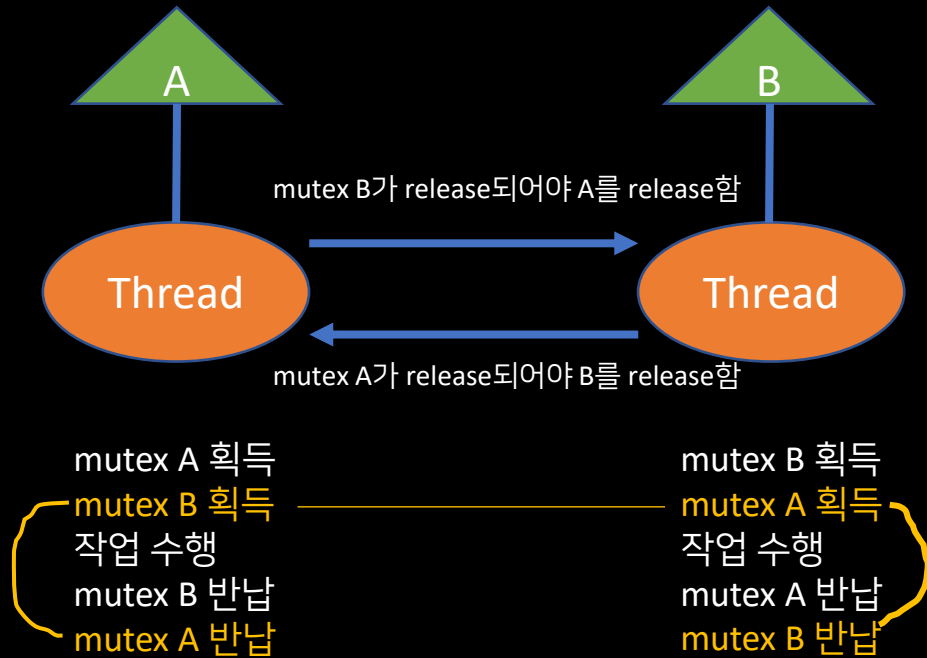 A
B
mutex B가 release되어야 A를 release함
Thread
Thread
mutex A가 release되어야 B를 release함
mutex A 획득
mutex B 획득
작업 수행
mutex B 반납
mutex A 반납
mutex B 획득
mutex A 획득
작업 수행
mutex A 반납
mutex B 반납